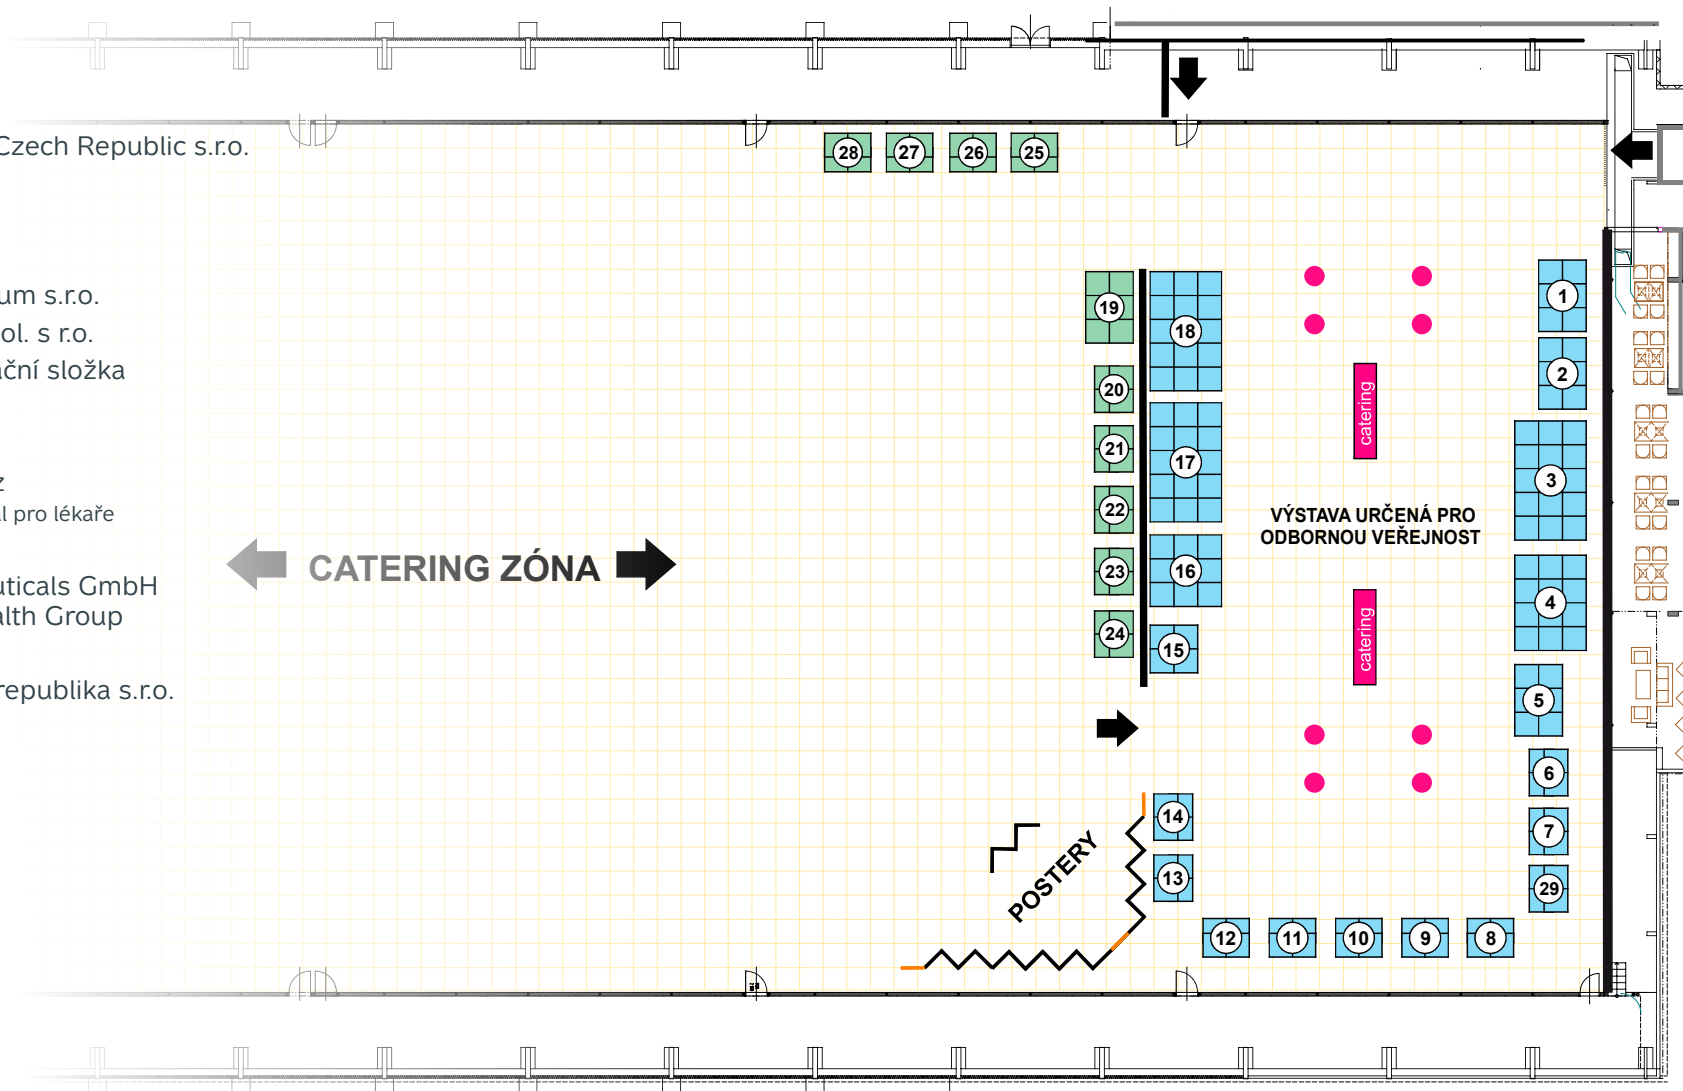 Czech Republic s.r.o.
um s.r.o.
ol. s r.o.
ační složka
z
al pro lékaře
uticals GmbH
alth Group
republika s.r.o.
CATERING ZÓNA
28
27
26
25
19
20
21
22
23
24
18
17
16
15
14
13
12
11
10
9
8
1
2
3
4
5
6
7
29
catering
VÝSTAVA URČENÁ PRO
ODBORNOU VEŘEJNOST
catering
POSTERY